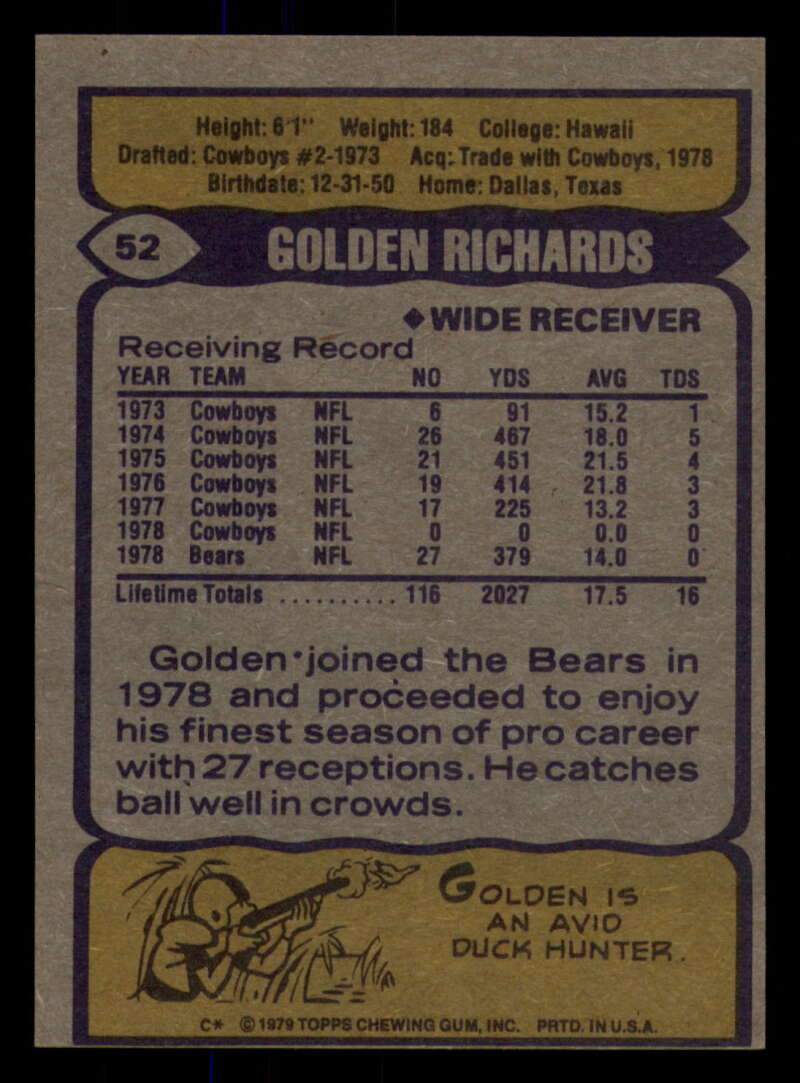 Height: 6'1" Weight: 184 College: Hawaii
Drafted: Cowboys #2-1973 Acq: Trade with Cowboys, 1978
Birthdate: 12-31-50 Home: Dallas, Texas
52 GOLDEN RICHARDS
◆WIDE RECEIVER
Receiving Record
YEAR TEAM NO YDS AVG TDS
1973 Cowboys NFL 6 91 15.2 1
1974 Cowboys NFL 26 467 18.0 5
1975 Cowboys NFL 21 451 21.5 4
1976 Cowboys NFL 19 414 21.8 3
1977 Cowboys NFL 17 225 13.2 3
1978 Cowboys NFL 0 0 0.0 0
1978 Bears NFL 27 379 14.0 0
Lifetime Totals .......... 116 2027 17.5 16
Golden joined the Bears in
1978 and proceeded to enjoy
his finest season of pro career
with 27 receptions. He catches
ball well in crowds.
GOLDEN IS
AN AVID
DUCK HUNTER.
C* © 1979 TOPPS CHEWING GUM, INC. PRTD. IN U.S.A.